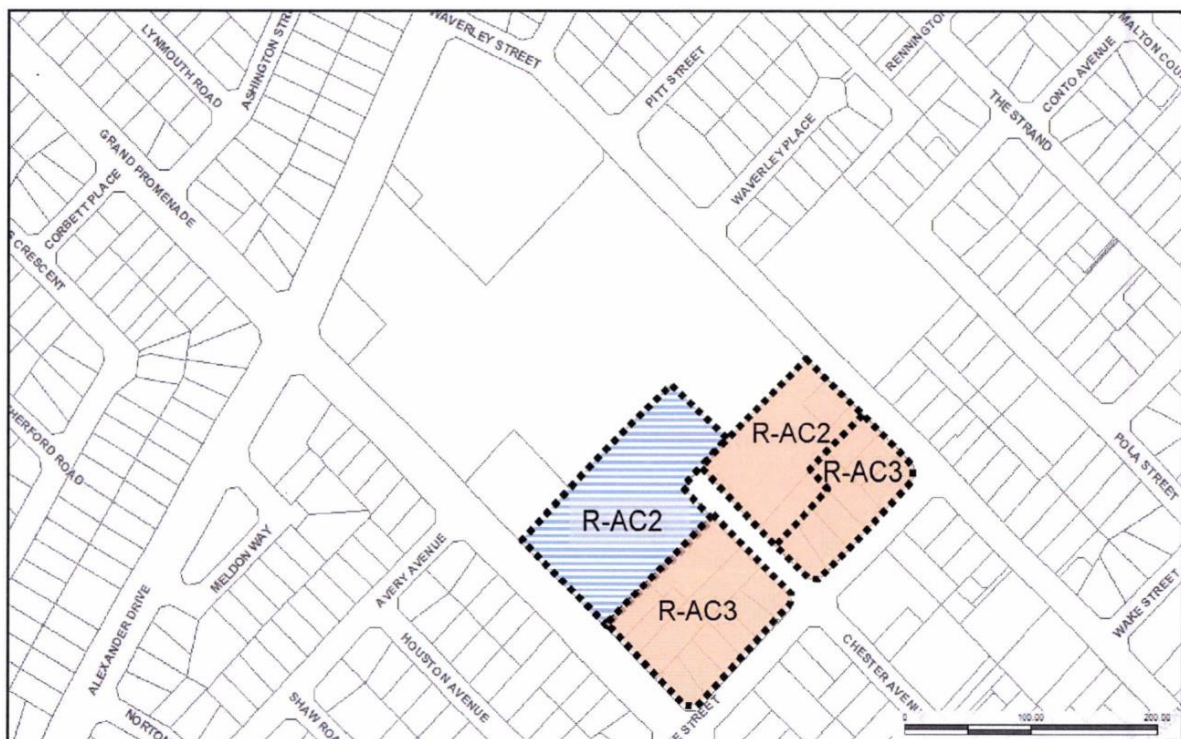 WAVERLEY STREET
LYNMOUTH ROAD
ASHINGTON STR
PITT STREET
RENNINGTON
MALTON COU
CONTO AVENUE
THE STRAND
GRAND PROMENADE
CORBETT PLACE
S CRESCENT
WAVERLEY PLACE
HERFORD ROAD
R-AC2
R-AC3
POLA STREET
R-AC2
R-AC3
MELDON WAY
AVERY AVENUE
ALEXANDER DRIVE
HOUSTON AVENUE
SHAW ROA
NORTON
E STREET
CHESTER AVENU
WAKE STREET
0 100.00 200.00